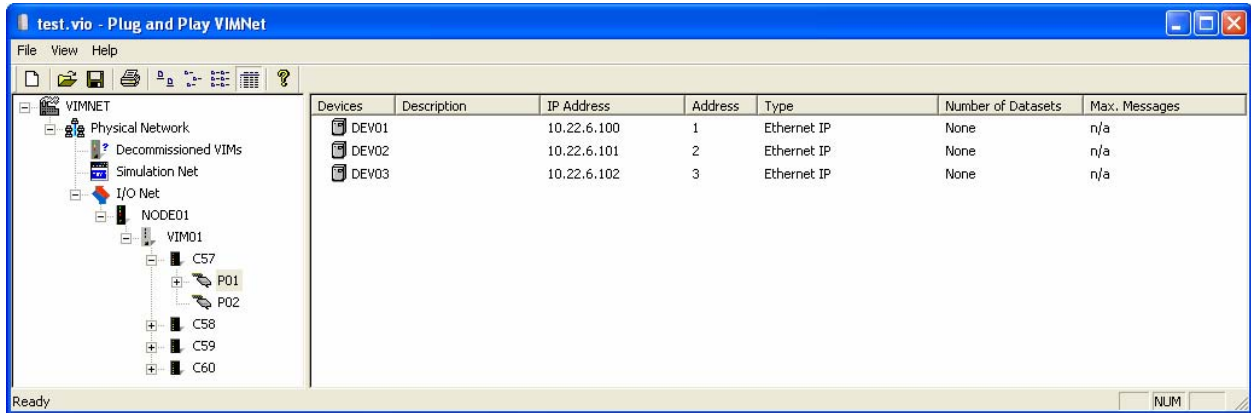 test.vio - Plug and Play VIMNet
File View Help
VIMNET
Physical Network
Decommissioned VIMs
Simulation Net
I/O Net
NODE01
VIM01
C57
P01
P02
C58
C59
C60
Devices Description IP Address Address Type Number of Datasets Max. Messages
DEV01 10.22.6.100 1 Ethernet IP None n/a
DEV02 10.22.6.101 2 Ethernet IP None n/a
DEV03 10.22.6.102 3 Ethernet IP None n/a
Ready NUM